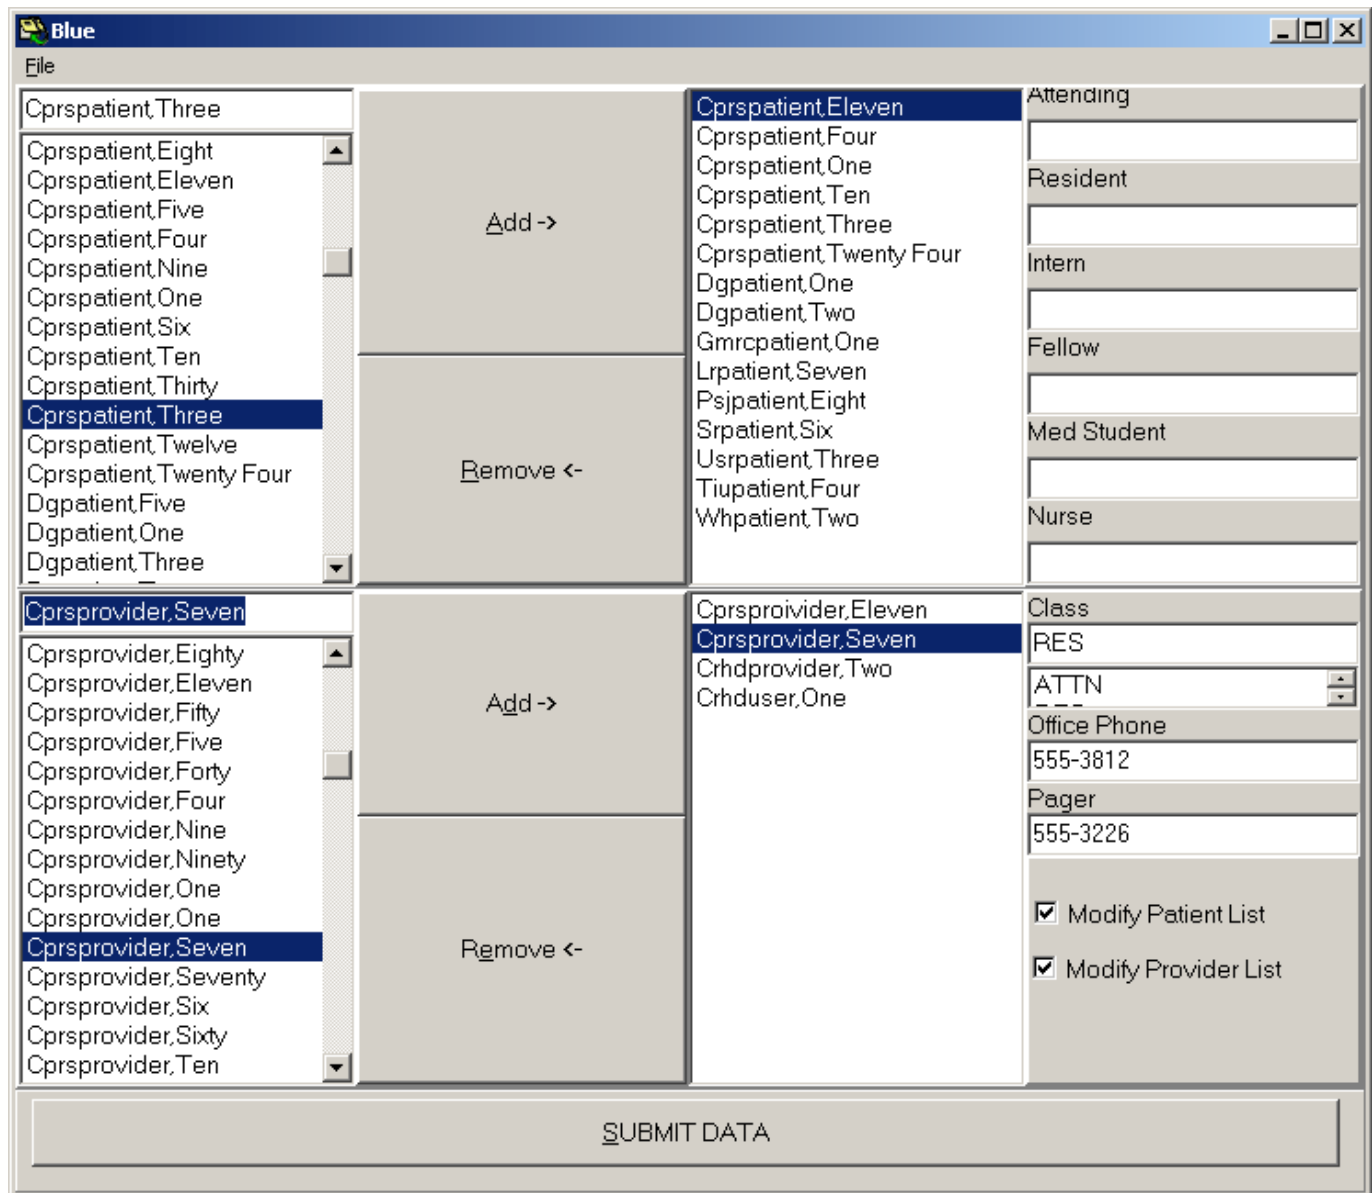 Blue
File
Cprspatient,Three
Cprspatient,Eight
Cprspatient,Eleven
Cprspatient,Five
Cprspatient,Four
Cprspatient,Nine
Cprspatient,One
Cprspatient,Six
Cprspatient,Ten
Cprspatient,Thirty
Cprspatient,Three
Cprspatient,Twelve
Cprspatient,Twenty Four
Dgpatient,Five
Dgpatient,One
Dgpatient,Three
Add ->
Remove <-
Cprspatient,Eleven
Cprspatient,Four
Cprspatient,One
Cprspatient,Ten
Cprspatient,Three
Cprspatient,Twenty Four
Dgpatient,One
Dgpatient,Two
Gmrcpatient,One
Lrpatient,Seven
Psjpatient,Eight
Srpatient,Six
Usrpatient,Three
Tiupatient,Four
Whpatient,Two
Attending
Resident
Intern
Fellow
Med Student
Nurse
Cprsprovider,Seven
Cprsprovider,Eighty
Cprsprovider,Eleven
Cprsprovider,Fifty
Cprsprovider,Five
Cprsprovider,Forty
Cprsprovider,Four
Cprsprovider,Nine
Cprsprovider,Ninety
Cprsprovider,One
Cprsprovider,One
Cprsprovider,Seven
Cprsprovider,Seventy
Cprsprovider,Six
Cprsprovider,Sixty
Cprsprovider,Ten
Add ->
Remove <-
Cprsproivider,Eleven
Cprsprovider,Seven
Crhdprovider,Two
Crhduser,One
Class
RES
ATTN
Office Phone
555-3812
Pager
555-3226
Modify Patient List
Modify Provider List
SUBMIT DATA